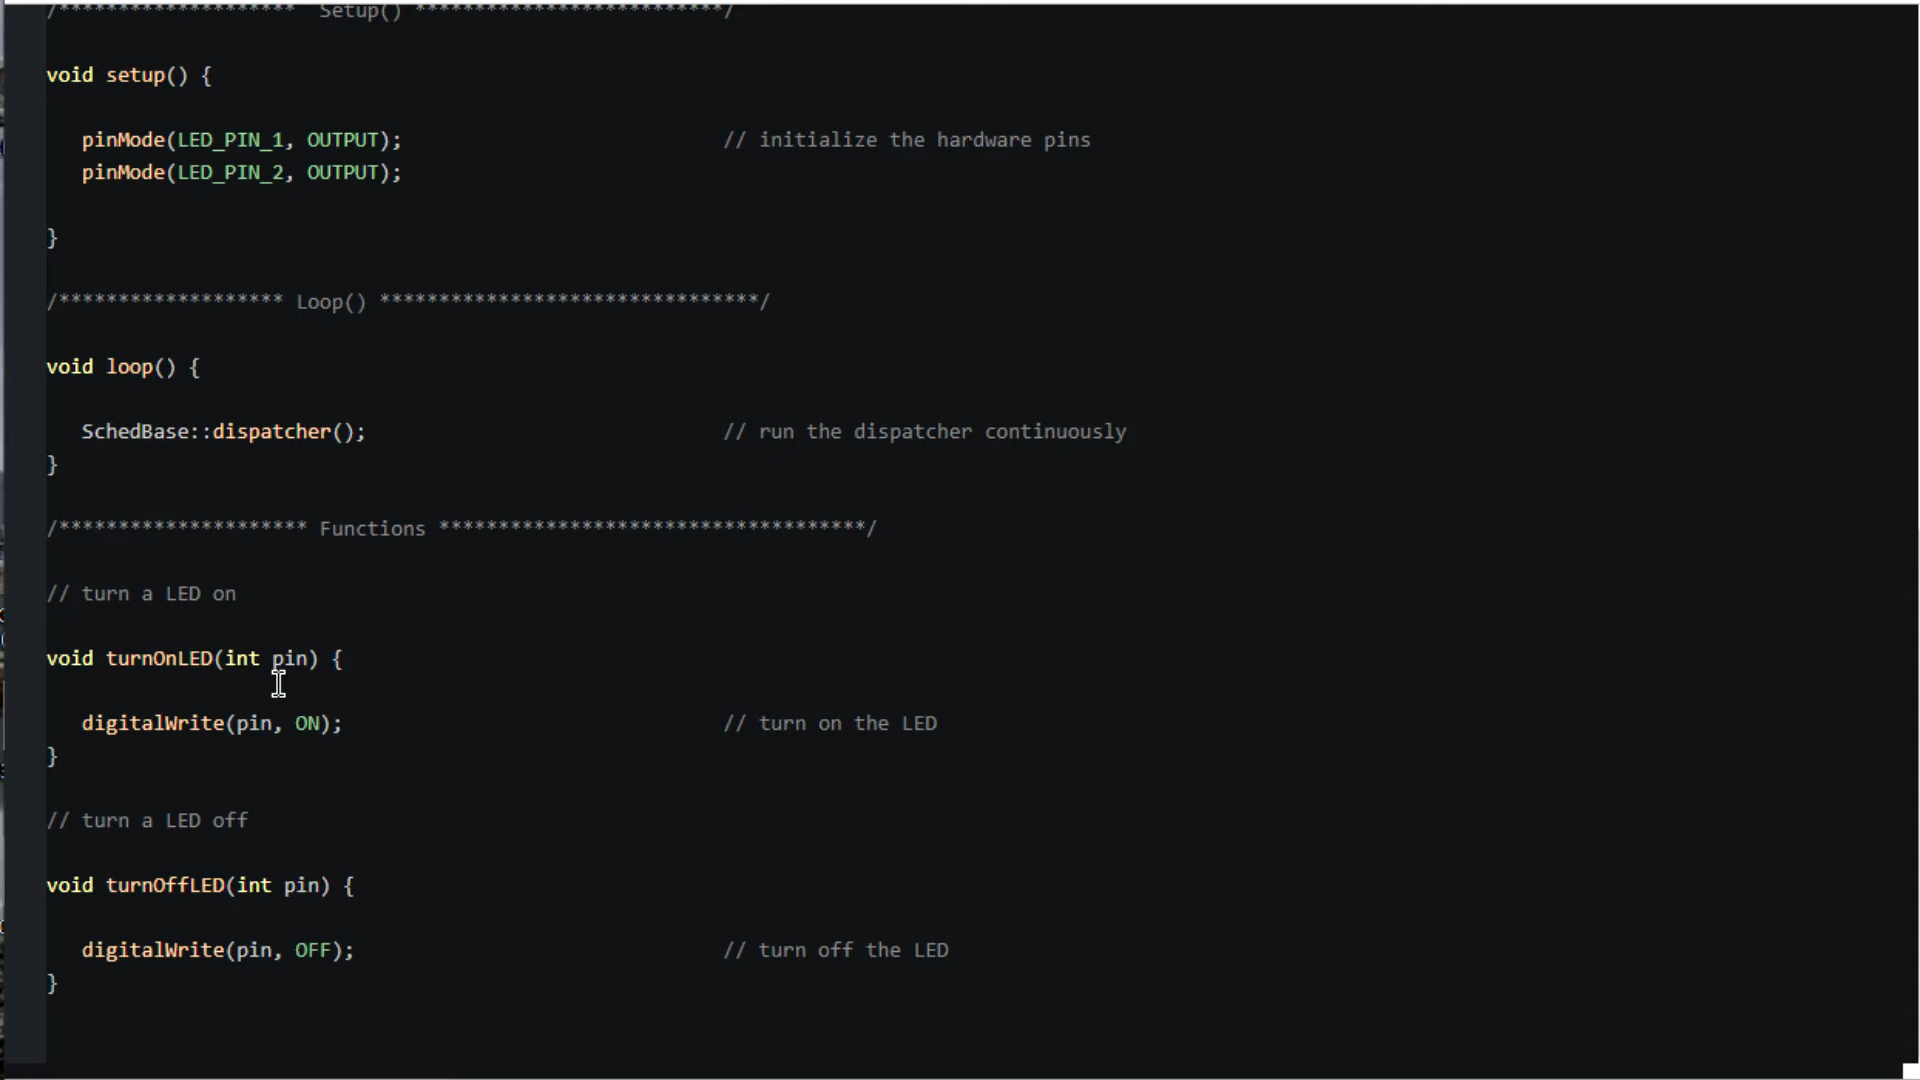 /******************** Setup() **************************/
void setup() {
pinMode(LED_PIN_1, OUTPUT); // initialize the hardware pins
pinMode(LED_PIN_2, OUTPUT);
}
/******************* Loop() ********************************/
void loop() {
SchedBase::dispatcher(); // run the dispatcher continuously
}
/********************* Functions ************************************/
// turn a LED on
void turnOnLED(int pin) {
digitalWrite(pin, ON); // turn on the LED
}
// turn a LED off
void turnOffLED(int pin) {
digitalWrite(pin, OFF); // turn off the LED
}